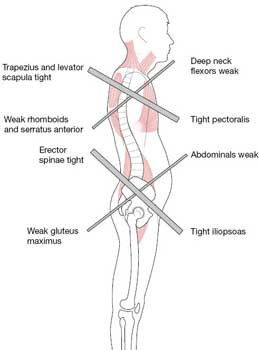 Trapezius and levator
scapula tight
Deep neck
flexors weak
Weak rhomboids
and serratus anterior
Tight pectoralis
Erector
spinae tight
Abdominals weak
Weak gluteus
maximus
Tight iliopsoas